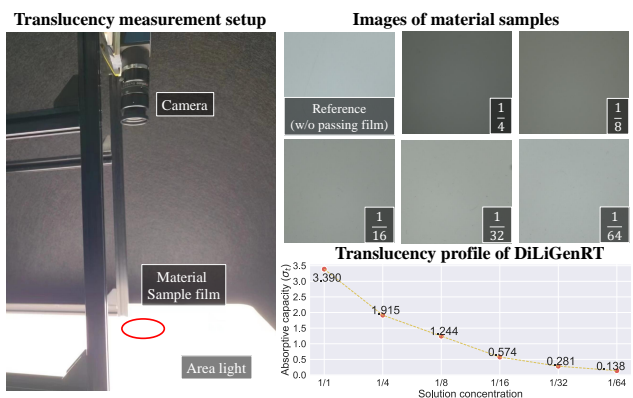 Translucency measurement setup
Camera
Material
Sample film
Area light
Images of material samples
Reference
(w/o passing film)
1/4
1/8
1/16
1/32
1/64
Translucency profile of DiLiGenRT
Absorptive capacity (σₜ)
3.5
3.0
2.5
2.0
1.5
1.0
0.5
0.0
3.390
1.915
1.244
0.574
0.281
0.138
1/1
1/4
1/8
1/16
1/32
1/64
Solution concentration